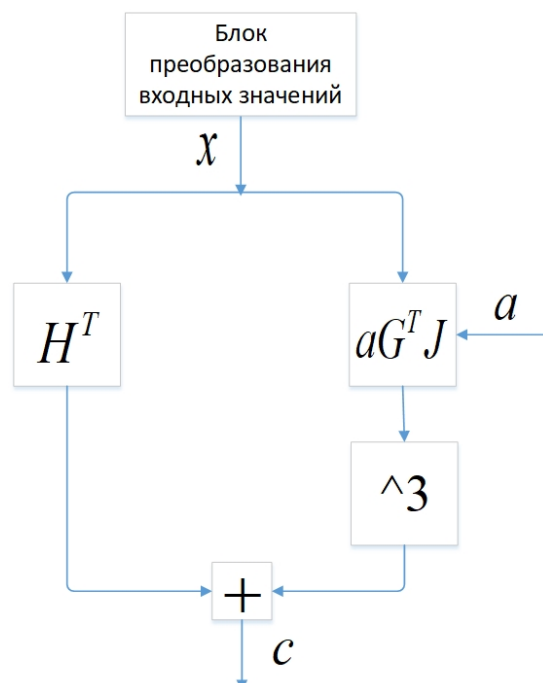 Блок
преобразования
входных значений
x
H^T
aG^T J
a
^3
+
c